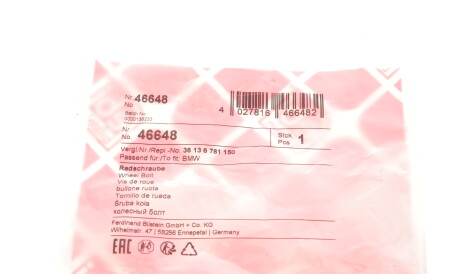 Nr. 46648
No
Batch No
4 027816 466482
Nr. 46648
No
Stck 1
Pos
Vergl.Nr./Repl.-No: 36 13 6 781 150
Passend für /To fit: BMW
Radschraube
Wheel Bolt
Vis de roue
bullone ruota
Tornillo de rueda
Śruba koła
колесный болт
Ferdinand Bilstein GmbH + Co. KG
Wilhelmstr. 47 | 58256 Ennepetal | Germany
EAC